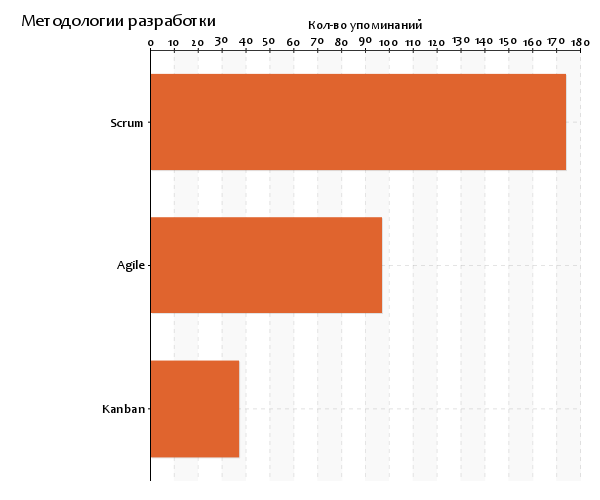 Методологии разработки
Кол-во упоминаний
0 10 20 30 40 50 60 70 80 90 100 110 120 130 140 150 160 170 180
Scrum
Agile
Kanban